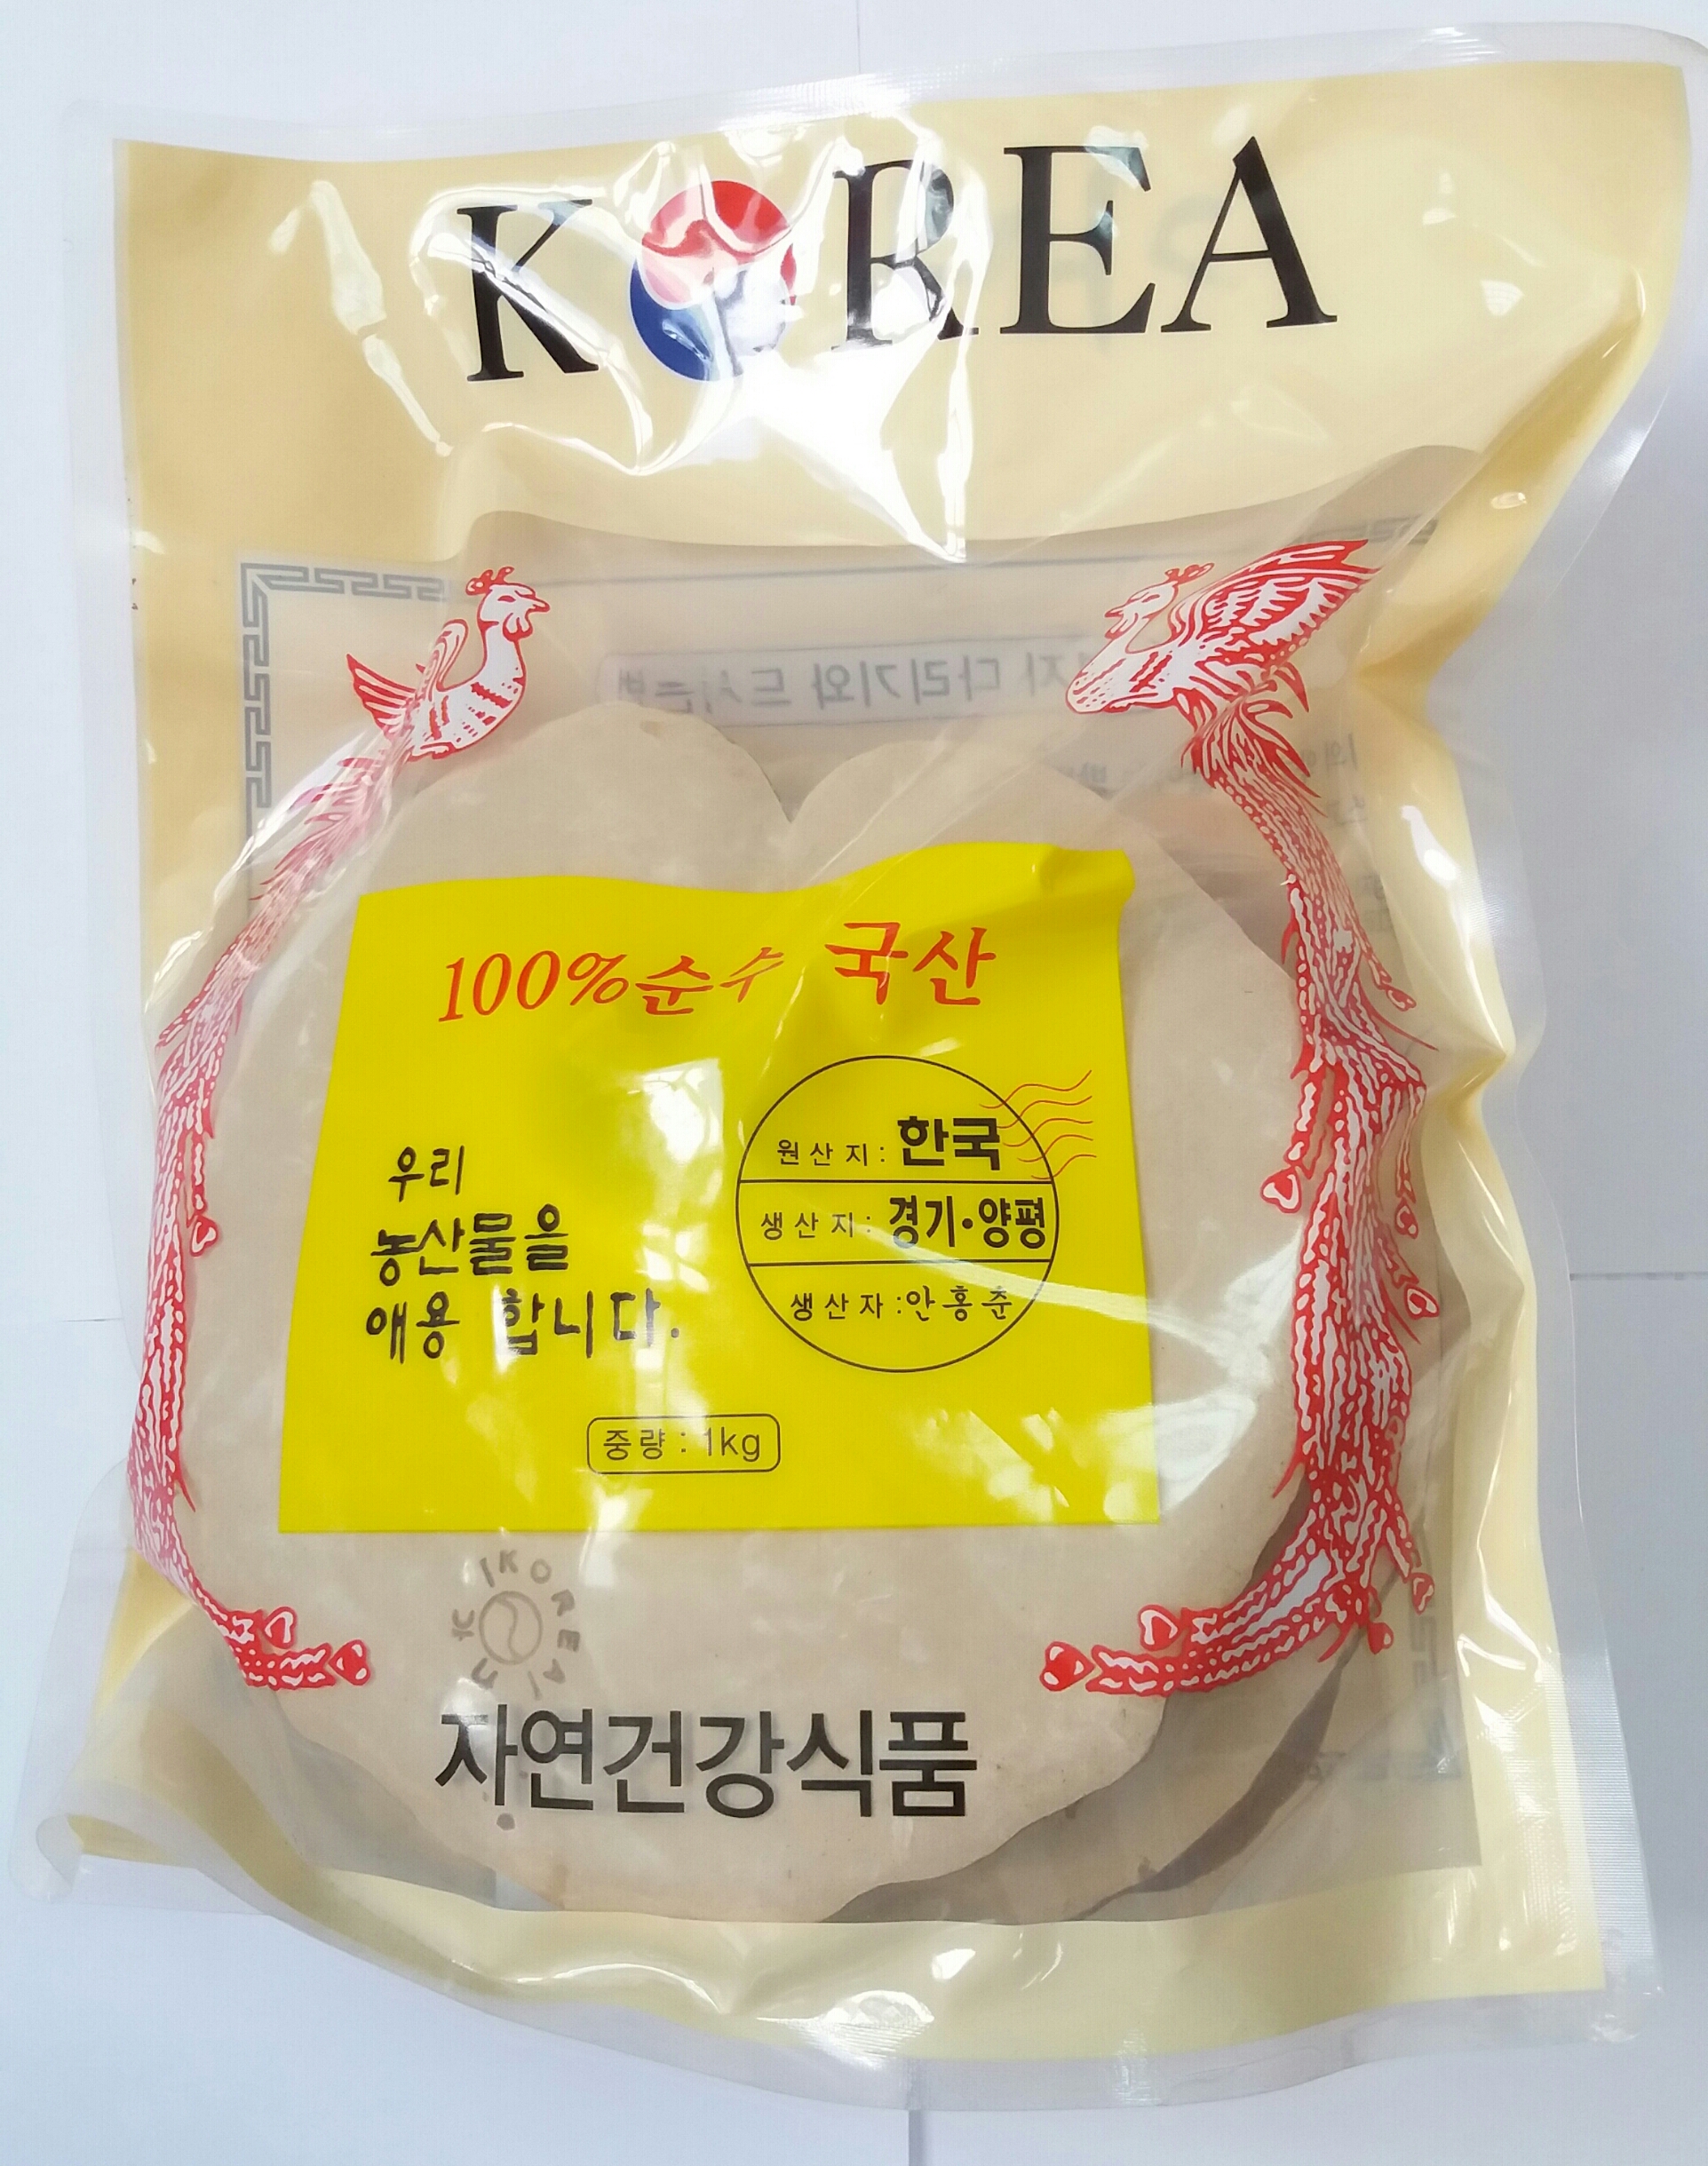 KOREA
100% 순수 국산
우리
농산물을
애용 합니다.
원산지: 한국
생산지: 경기·양평
생산자: 안홍춘
중량 : 1kg
KOREA
자연건강식품